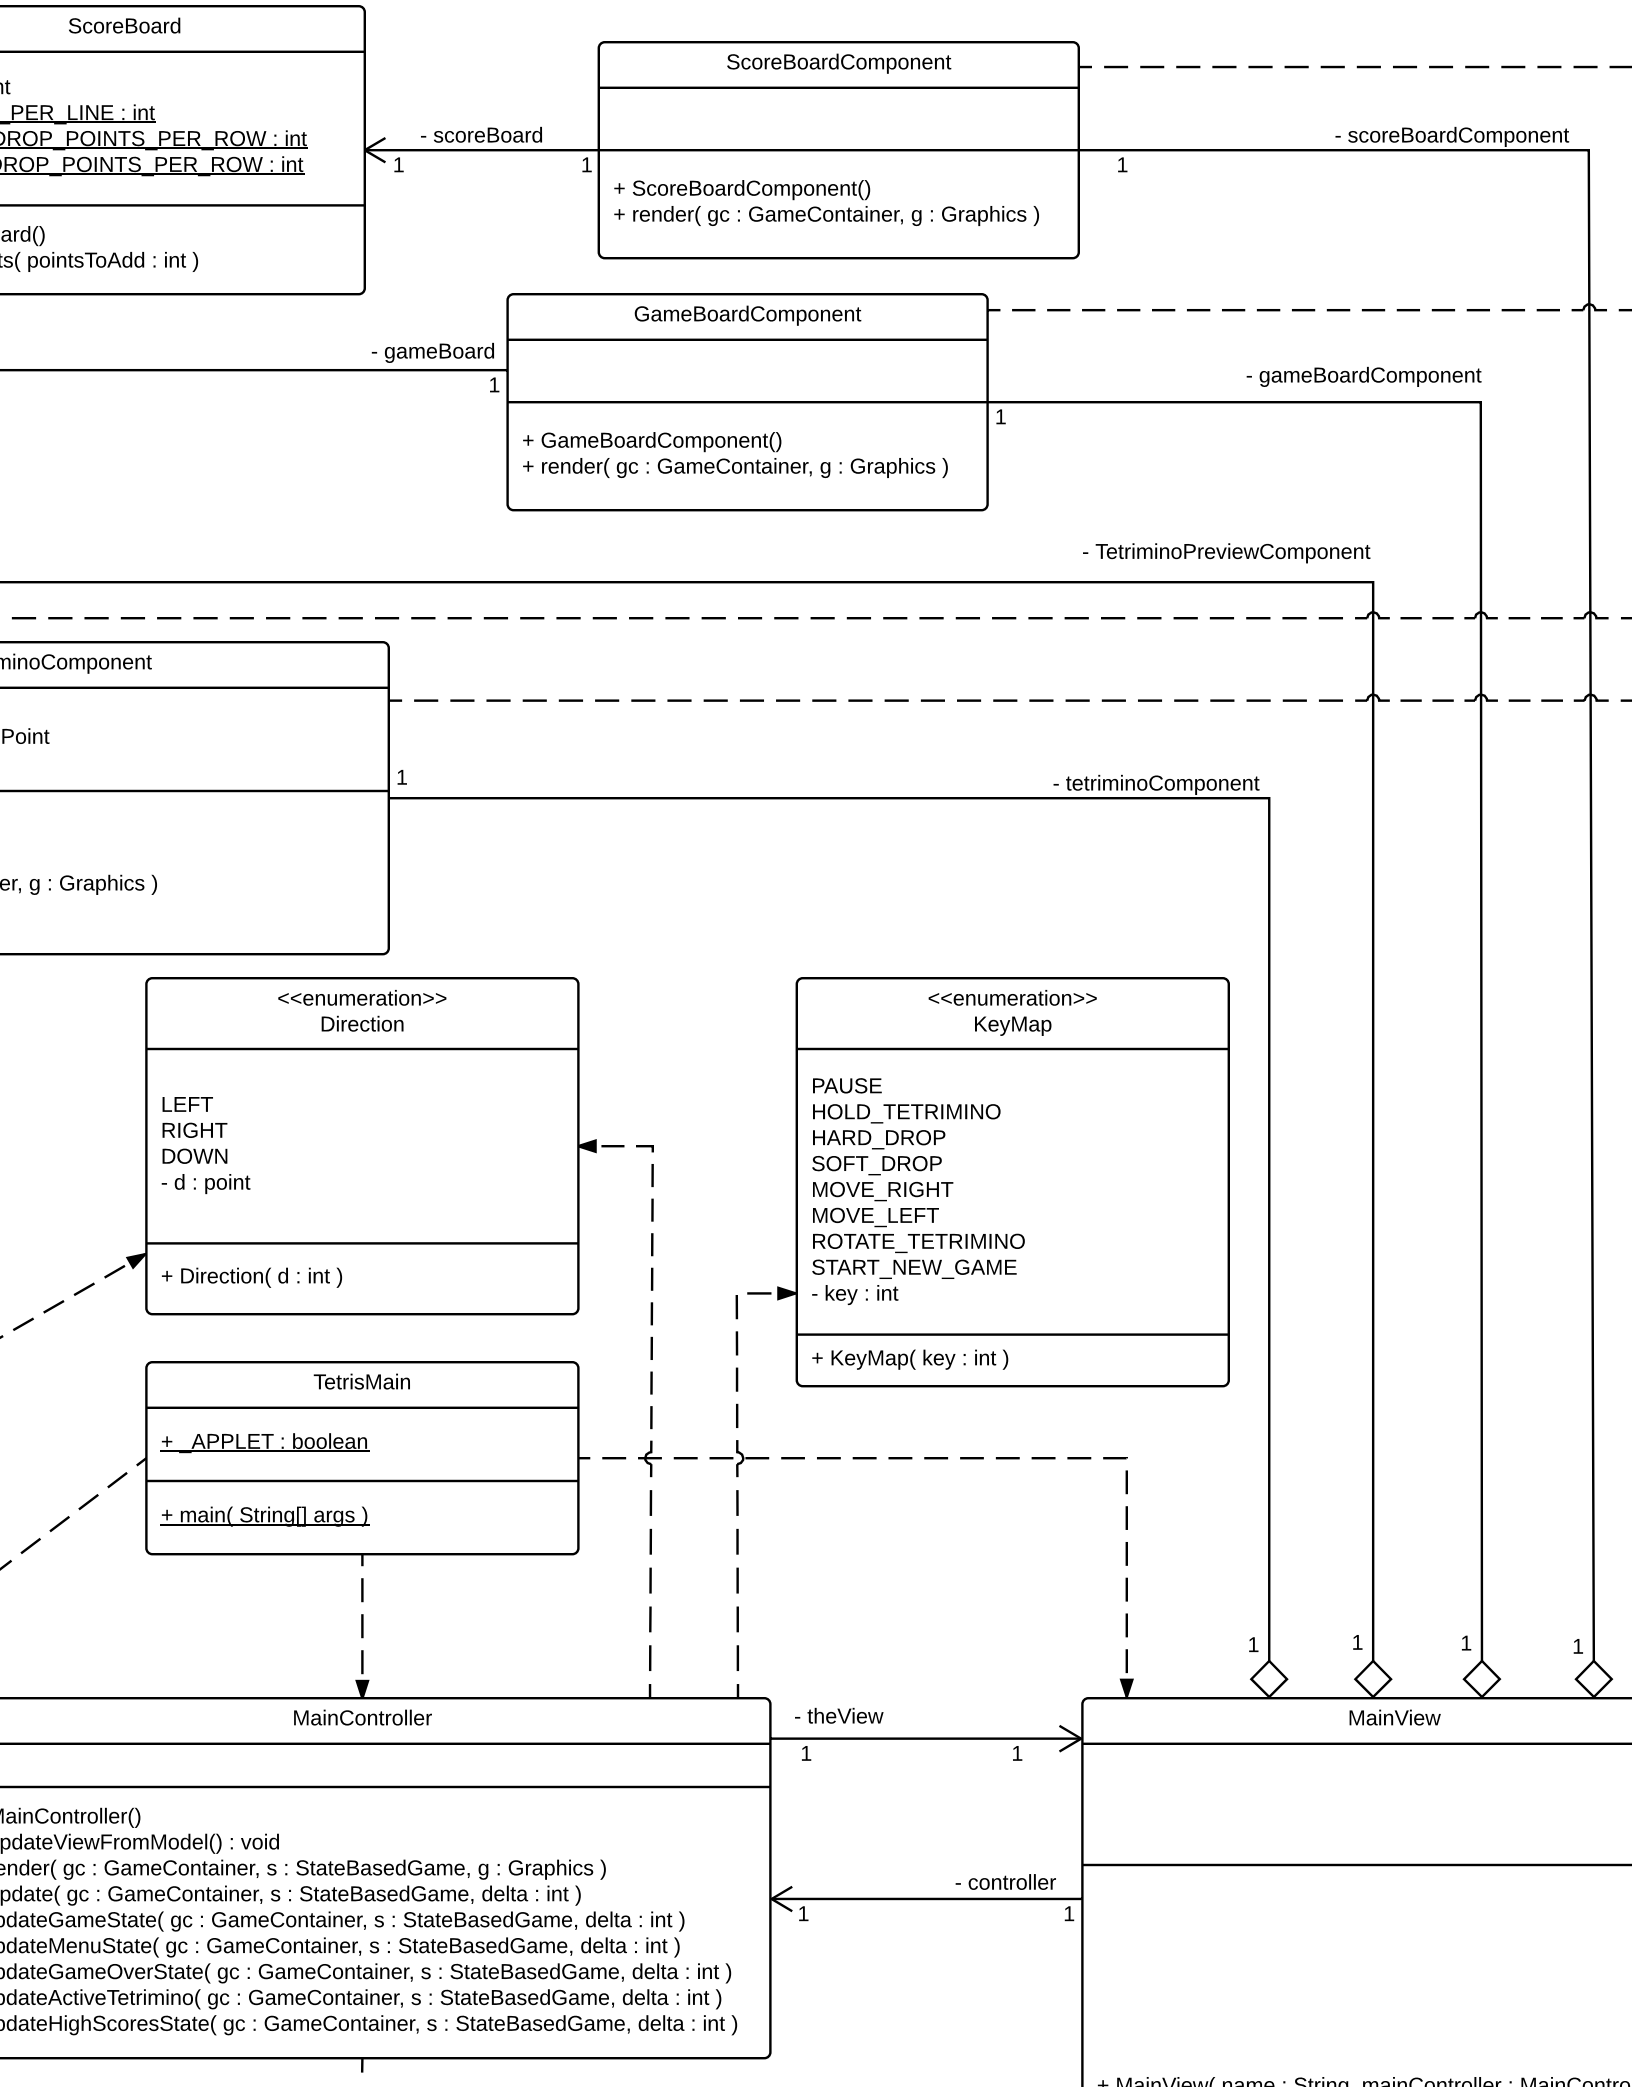 ScoreBoard
_PER_LINE : int
DROP_POINTS_PER_ROW : int
DROP_POINTS_PER_ROW : int
( pointsToAdd : int )
- scoreBoard
1
1
ScoreBoardComponent
+ ScoreBoardComponent()
+ render( gc : GameContainer, g : Graphics )
- scoreBoardComponent
1
- gameBoard
1
GameBoardComponent
+ GameBoardComponent()
+ render( gc : GameContainer, g : Graphics )
- gameBoardComponent
1
- TetriminoPreviewComponent
minoComponent
Point
g : Graphics )
1
- tetriminoComponent
<<enumeration>>
Direction
LEFT
RIGHT
DOWN
- d : point
+ Direction( d : int )
<<enumeration>>
KeyMap
PAUSE
HOLD_TETRIMINO
HARD_DROP
SOFT_DROP
MOVE_RIGHT
MOVE_LEFT
ROTATE_TETRIMINO
START_NEW_GAME
- key : int
+ KeyMap( key : int )
TetrisMain
+ _APPLET : boolean
+ main( String[] args )
1
1
1
1
MainController
MainController()
pdateViewFromModel() : void
ender( gc : GameContainer, s : StateBasedGame, g : Graphics )
pdate( gc : GameContainer, s : StateBasedGame, delta : int )
pdateGameState( gc : GameContainer, s : StateBasedGame, delta : int )
pdateMenuState( gc : GameContainer, s : StateBasedGame, delta : int )
pdateGameOverState( gc : GameContainer, s : StateBasedGame, delta : int )
pdateActiveTetrimino( gc : GameContainer, s : StateBasedGame, delta : int )
pdateHighScoresState( gc : GameContainer, s : StateBasedGame, delta : int )
- theView
1
1
- controller
1
1
MainView
+ MainView( name : String, mainController : MainContro